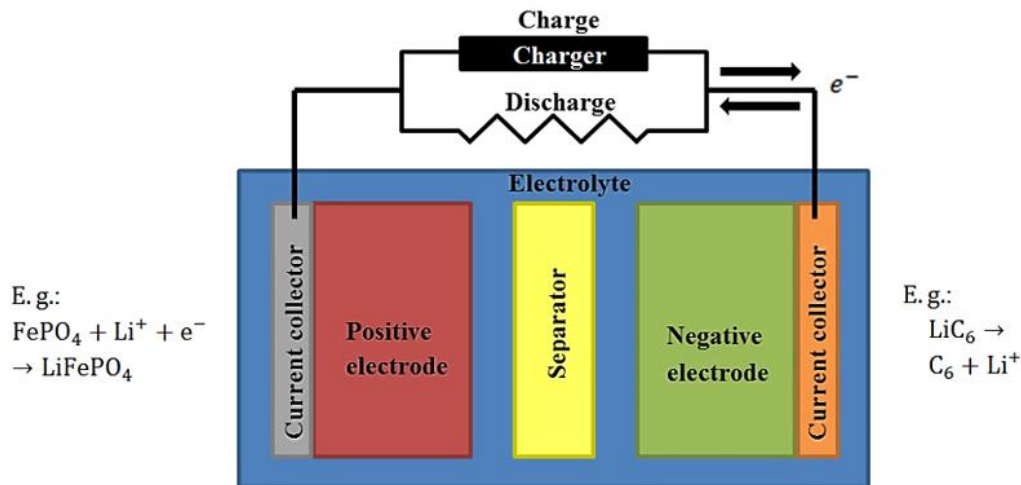 Charge
Charger
e⁻
Discharge
Electrolyte
Current collector
Positive
electrode
Separator
Negative
electrode
Current collector
E. g.:
FePO₄ + Li⁺ + e⁻
→ LiFePO₄
E. g.:
LiC₆ →
C₆ + Li⁺